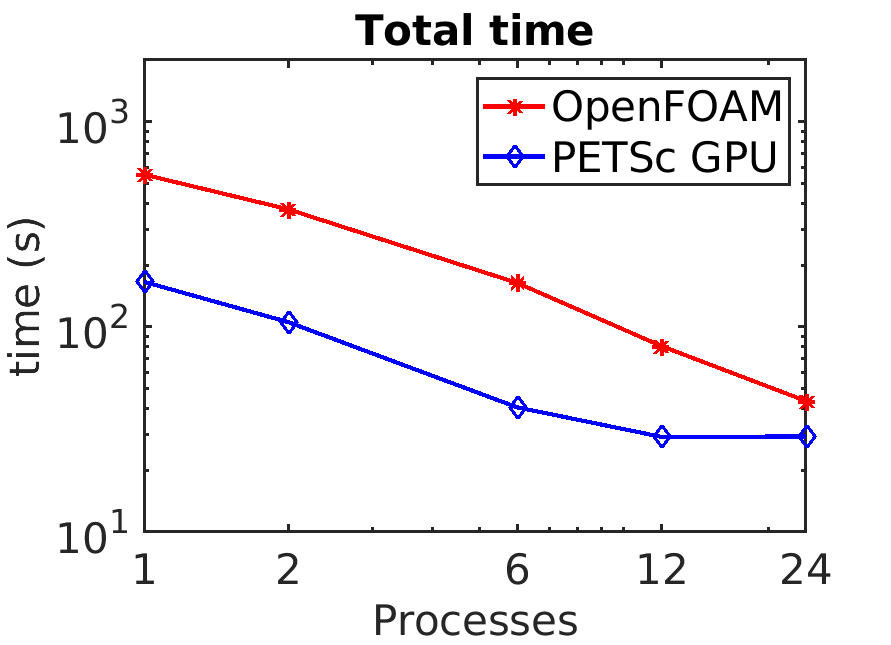 Total time
OpenFOAM
PETSc GPU
10^3
10^2
10^1
time (s)
1 2 6 12 24
Processes